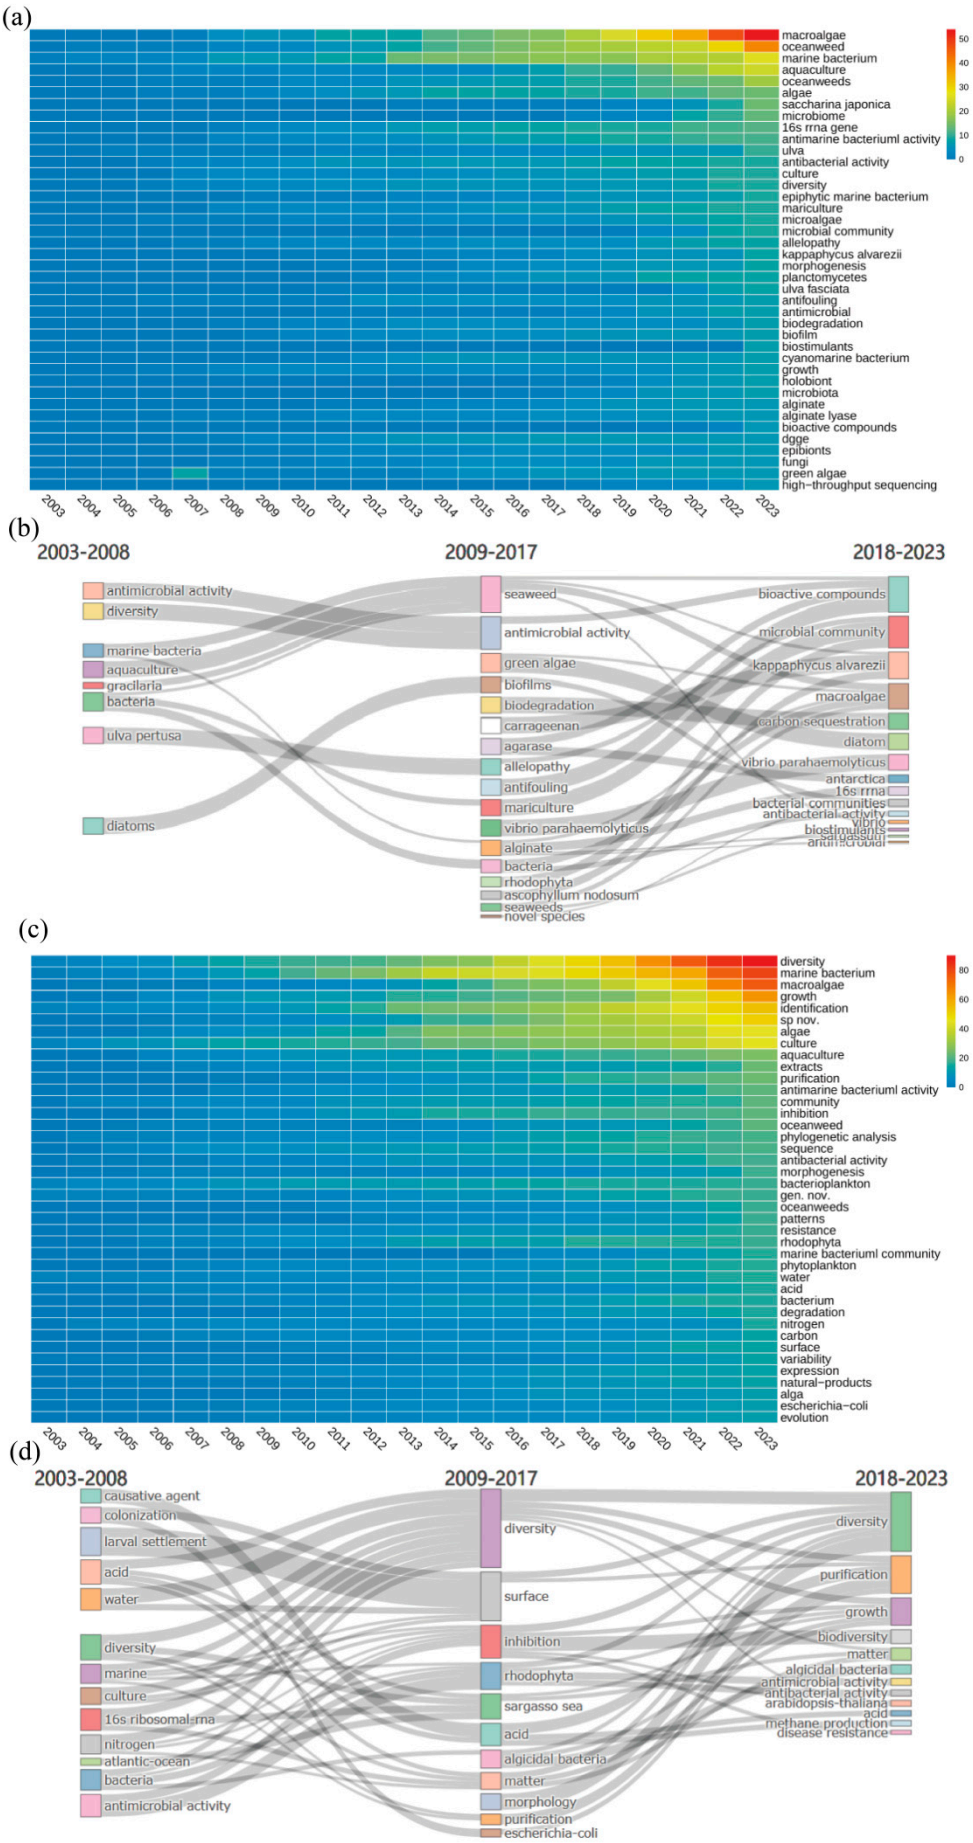 (a)
macroalgae
oceanweed
marine bacterium
aquaculture
oceanweeds
algae
saccharina japonica
microbiome
16s rrna gene
antimarine bacteriuml activity
ulva
antibacterial activity
culture
diversity
epiphytic marine bacterium
mariculture
microalgae
microbial community
allelopathy
kappaphycus alvarezii
morphogenesis
planctomycetes
ulva fasciata
antifouling
antimicrobial
biodegradation
biofilm
biostimulants
cyanomarine bacterium
growth
holobiont
microbiota
alginate
alginate lyase
bioactive compounds
dgge
epibionts
fungi
green algae
high−throughput sequencing
50
40
30
20
10
0
2003 2004 2005 2006 2007 2008 2009 2010 2011 2012 2013 2014 2015 2016 2017 2018 2019 2020 2021 2022 2023
(b)
2003-2008 2009-2017 2018-2023
antimicrobial activity
diversity
marine bacteria
aquaculture
gracilaria
bacteria
ulva pertusa
diatoms
seaweed
antimicrobial activity
green algae
biofilms
biodegradation
carrageenan
agarase
allelopathy
antifouling
mariculture
vibrio parahaemolyticus
alginate
bacteria
rhodophyta
ascophyllum nodosum
seaweeds
novel species
bioactive compounds
microbial community
kappaphycus alvarezii
macroalgae
carbon sequestration
diatom
vibrio parahaemolyticus
antarctica
16s rrna
bacterial communities
antibacterial activity
vibrio
biostimulants
sargassum
antimicrobial
(c)
diversity
marine bacterium
macroalgae
growth
identification
sp nov.
algae
culture
aquaculture
extracts
purification
antimarine bacteriuml activity
community
inhibition
oceanweed
phylogenetic analysis
sequence
antibacterial activity
morphogenesis
bacterioplankton
gen. nov.
oceanweeds
patterns
resistance
rhodophyta
marine bacteriuml community
phytoplankton
water
acid
bacterium
degradation
nitrogen
carbon
surface
variability
expression
natural−products
alga
escherichia−coli
evolution
80
60
40
20
0
2003 2004 2005 2006 2007 2008 2009 2010 2011 2012 2013 2014 2015 2016 2017 2018 2019 2020 2021 2022 2023
(d)
2003-2008 2009-2017 2018-2023
causative agent
colonization
larval settlement
acid
water
diversity
marine
culture
16s ribosomal-rna
nitrogen
atlantic-ocean
bacteria
antimicrobial activity
diversity
surface
inhibition
rhodophyta
sargasso sea
acid
algicidal bacteria
matter
morphology
purification
escherichia-coli
diversity
purification
growth
biodiversity
matter
algicidal bacteria
antimicrobial activity
antibacterial activity
arabidopsis-thaliana
acid
methane production
disease resistance